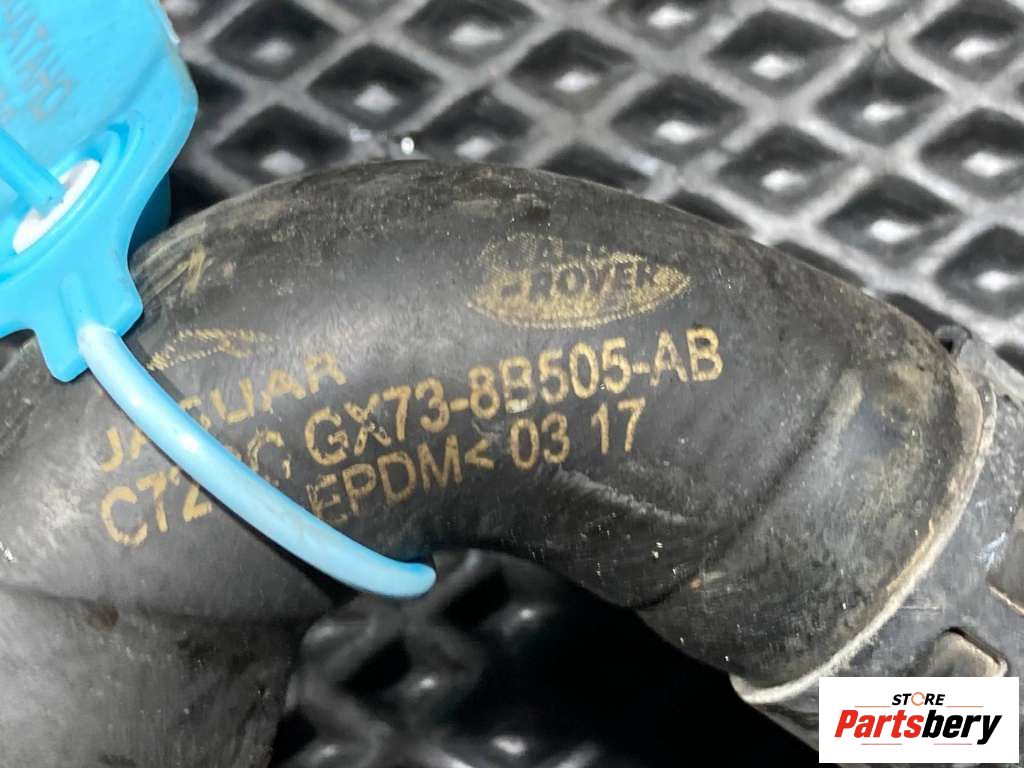 ROVER
JAGUAR
GX73-8B505-AB
EPDM< 03 17
STORE
Partsbery